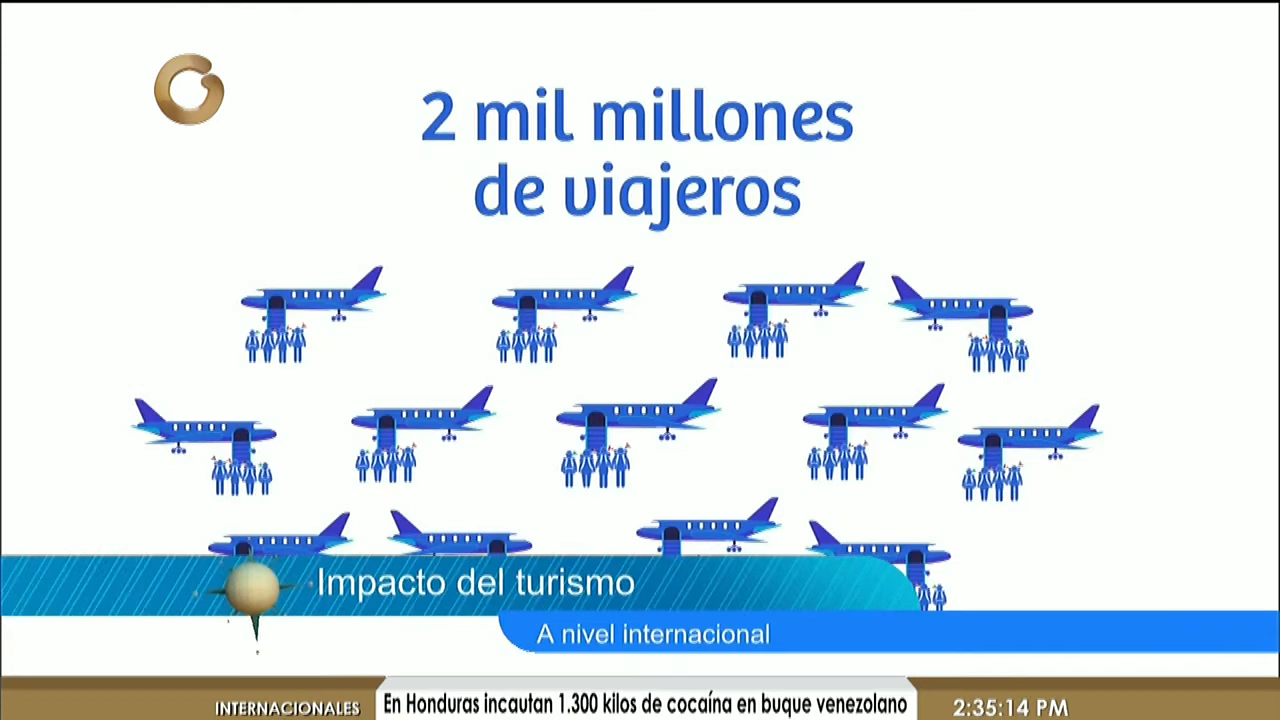 2 mil millones
de viajeros
Impacto del turismo
A nivel internacional
INTERNACIONALES
En Honduras incautan 1.300 kilos de cocaína en buque venezolano
2:35:14 PM